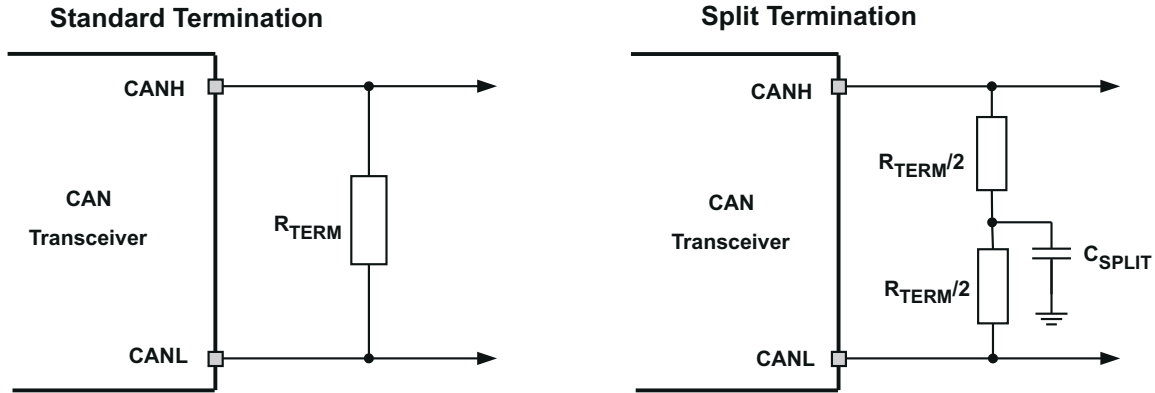 Standard Termination
CANH
CAN
Transceiver
RTERM
CANL
Split Termination
CANH
RTERM/2
CAN
Transceiver
CSPLIT
RTERM/2
CANL